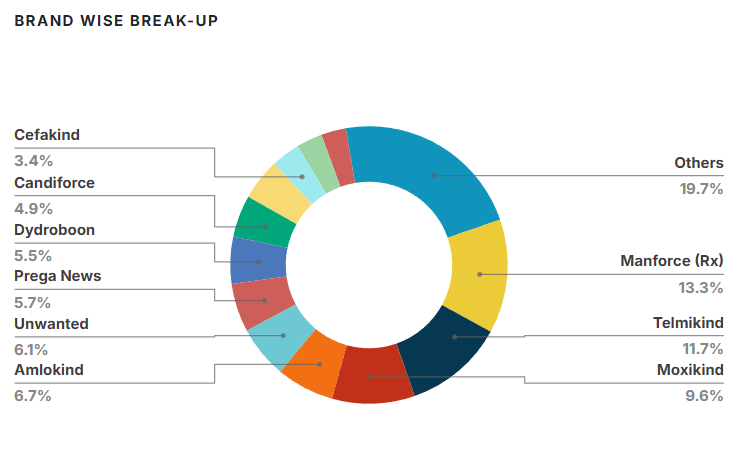 BRAND WISE BREAK-UP
Cefakind
3.4%
Candiforce
4.9%
Dydroboon
5.5%
Prega News
5.7%
Unwanted
6.1%
Amlokind
6.7%
Others
19.7%
Manforce (Rx)
13.3%
Telmikind
11.7%
Moxikind
9.6%